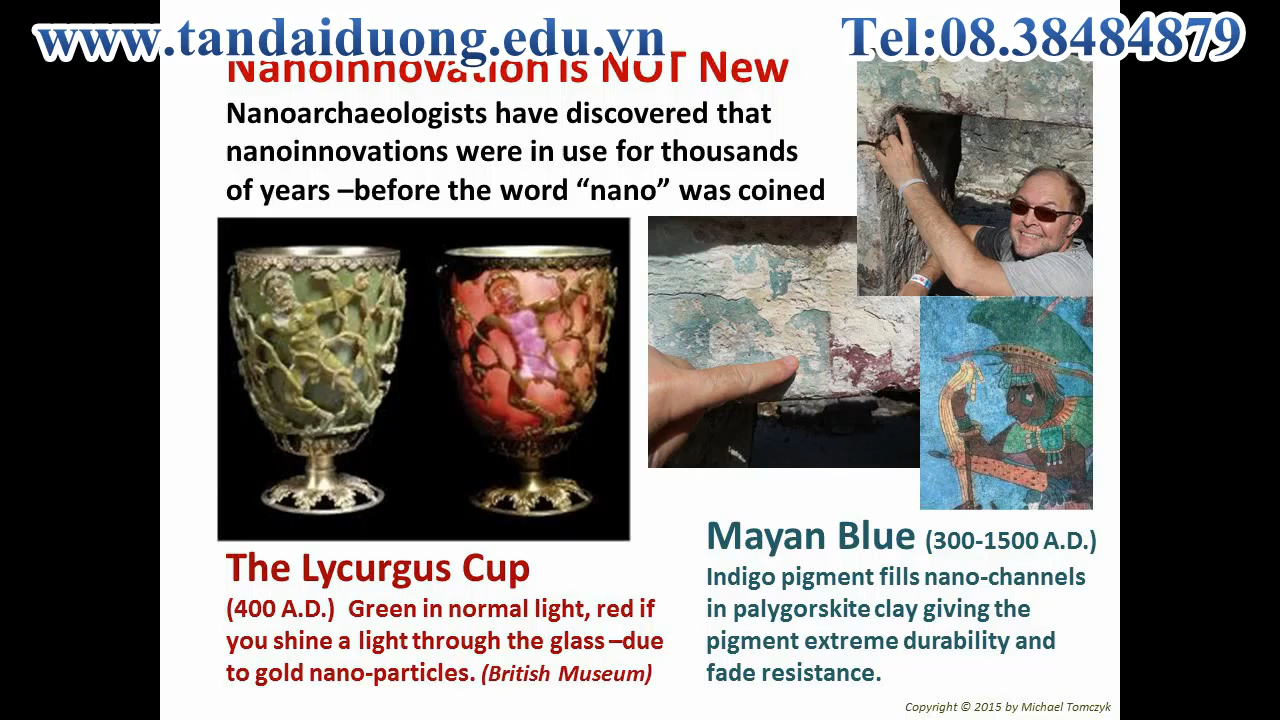 www.tandaiduong.edu.vn
Tel:08.38484879
Nanoinnovation is NOT New
Nanoarchaeologists have discovered that
nanoinnovations were in use for thousands
of years –before the word “nano” was coined
The Lycurgus Cup
(400 A.D.) Green in normal light, red if
you shine a light through the glass –due
to gold nano-particles. (British Museum)
Mayan Blue (300-1500 A.D.)
Indigo pigment fills nano-channels
in palygorskite clay giving the
pigment extreme durability and
fade resistance.
Copyright © 2015 by Michael Tomczyk